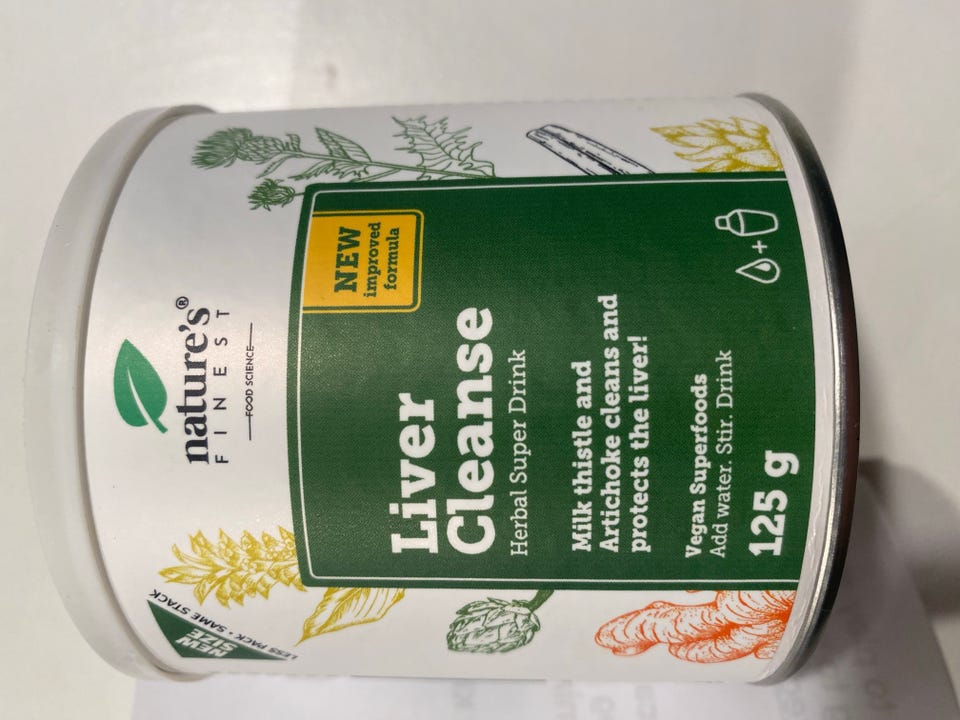 nature's®
FINEST
FOOD SCIENCE
NEW
SIZE
LESS PACK • SAME STACK
NEW
improved
formula
Liver
Cleanse
Herbal Super Drink
Milk thistle and
Artichoke cleans and
protects the liver!
Vegan Superfoods
Add water. Stir. Drink
125 g